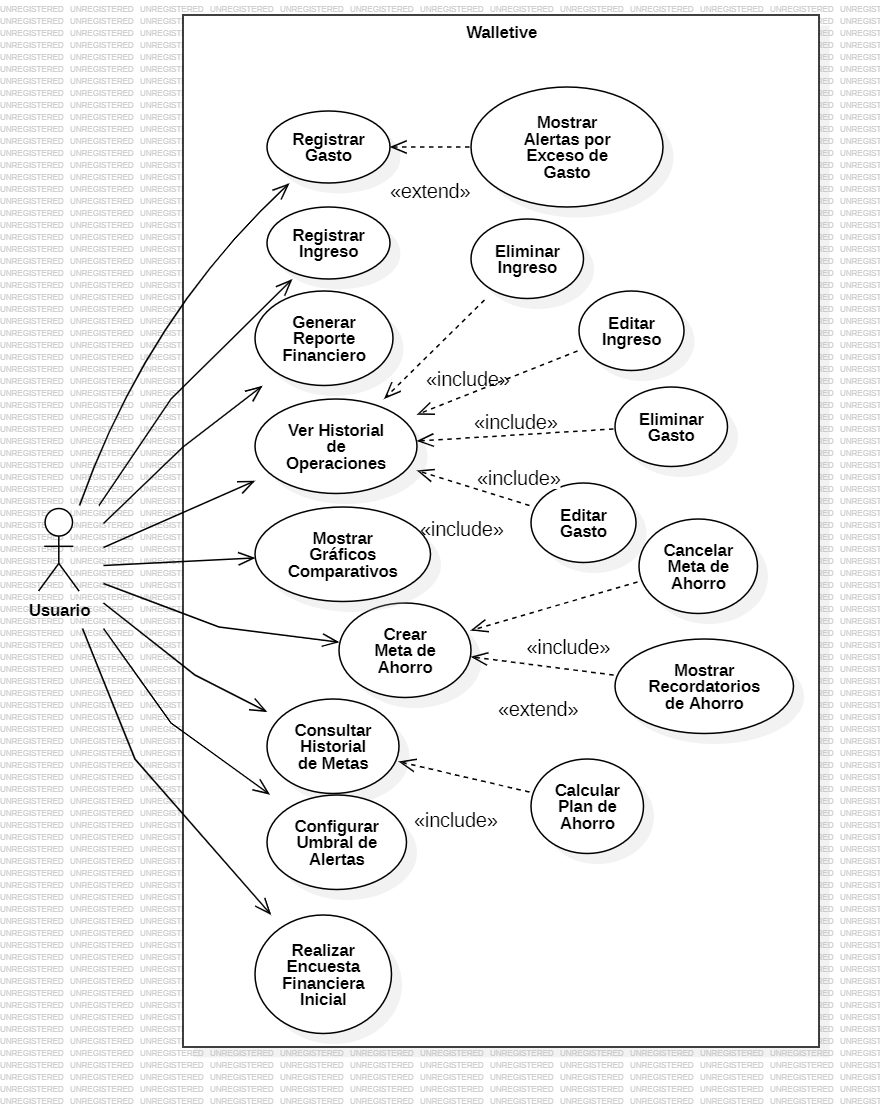 Walletive
Registrar
Gasto
Mostrar
Alertas por
Exceso de
Gasto
«extend»
Registrar
Ingreso
Eliminar
Ingreso
Generar
Reporte
Financiero
Editar
Ingreso
«include»
Ver Historial
de
Operaciones
«include»
Eliminar
Gasto
«include»
Editar
Gasto
«include»
Mostrar
Gráficos
Comparativos
Cancelar
Meta de
Ahorro
Usuario
Crear
Meta de
Ahorro
«include»
Mostrar
Recordatorios
de Ahorro
«extend»
Consultar
Historial
de Metas
Calcular
Plan de
Ahorro
«include»
Configurar
Umbral de
Alertas
Realizar
Encuesta
Financiera
Inicial
UNREGISTERED